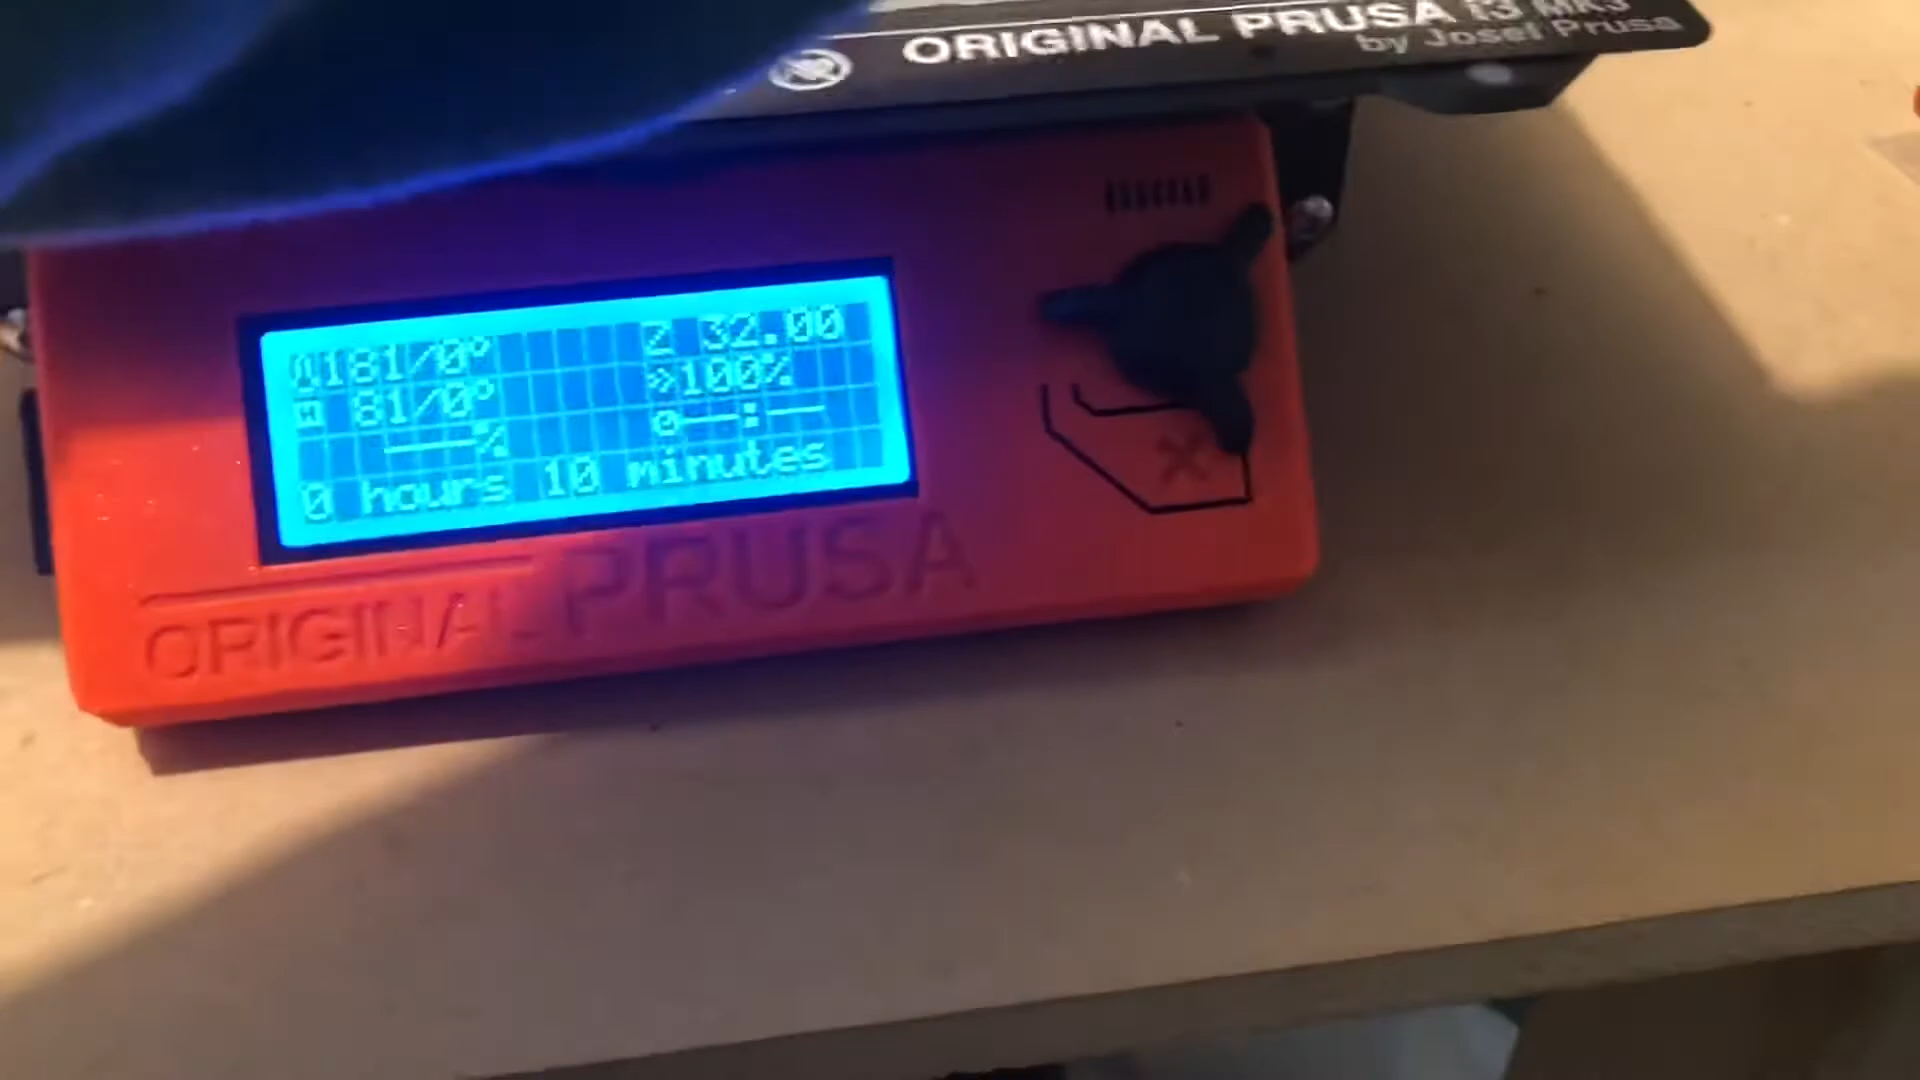 ORIGINAL PRUSA i3 MK3
by Josef Prusa
181/0° Z 32.00
81/0° 100%
---% --:--
0 hours 10 minutes
ORIGINAL PRUSA